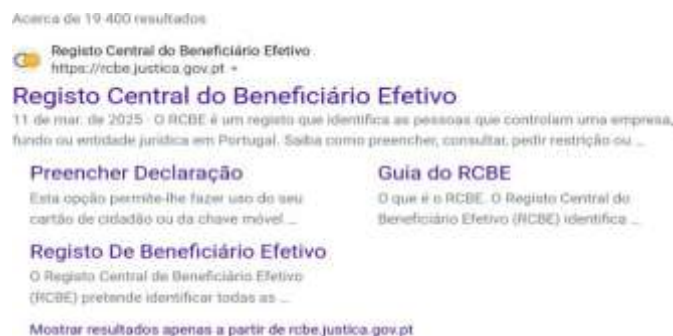 Acerca de 19 400 resultados
Registo Central do Beneficiário Efetivo
https://rcbe.justica.gov.pt
Registo Central do Beneficiário Efetivo
11 de mar. de 2025 · O RCBE é um registo que identifica as pessoas que controlam uma empresa,
fundo ou entidade jurídica em Portugal. Saiba como preencher, consultar, pedir restrição ou ...
Preencher Declaração
Esta opção permite-lhe fazer uso do seu
cartão de cidadão ou da chave móvel ...
Guia do RCBE
O que é o RCBE. O Registo Central do
Beneficiário Efetivo (RCBE) identifica ...
Registo De Beneficiário Efetivo
O Registo Central de Beneficiário Efetivo
(RCBE) pretende identificar todas as ...
Mostrar resultados apenas a partir de rcbe.justica.gov.pt